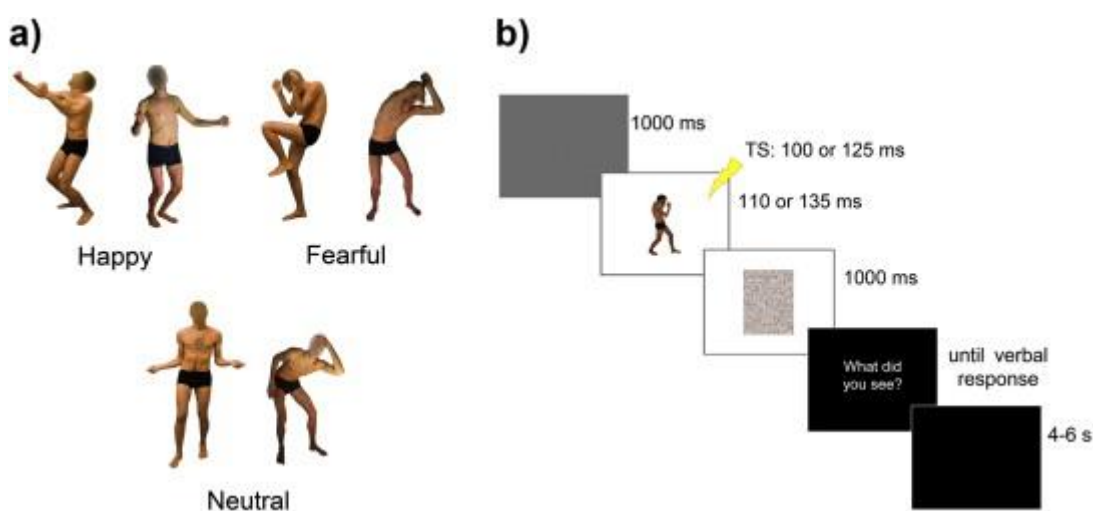 a)
Happy
Fearful
Neutral
b)
1000 ms
TS: 100 or 125 ms
110 or 135 ms
1000 ms
What did
you see?
until verbal
response
4-6 s